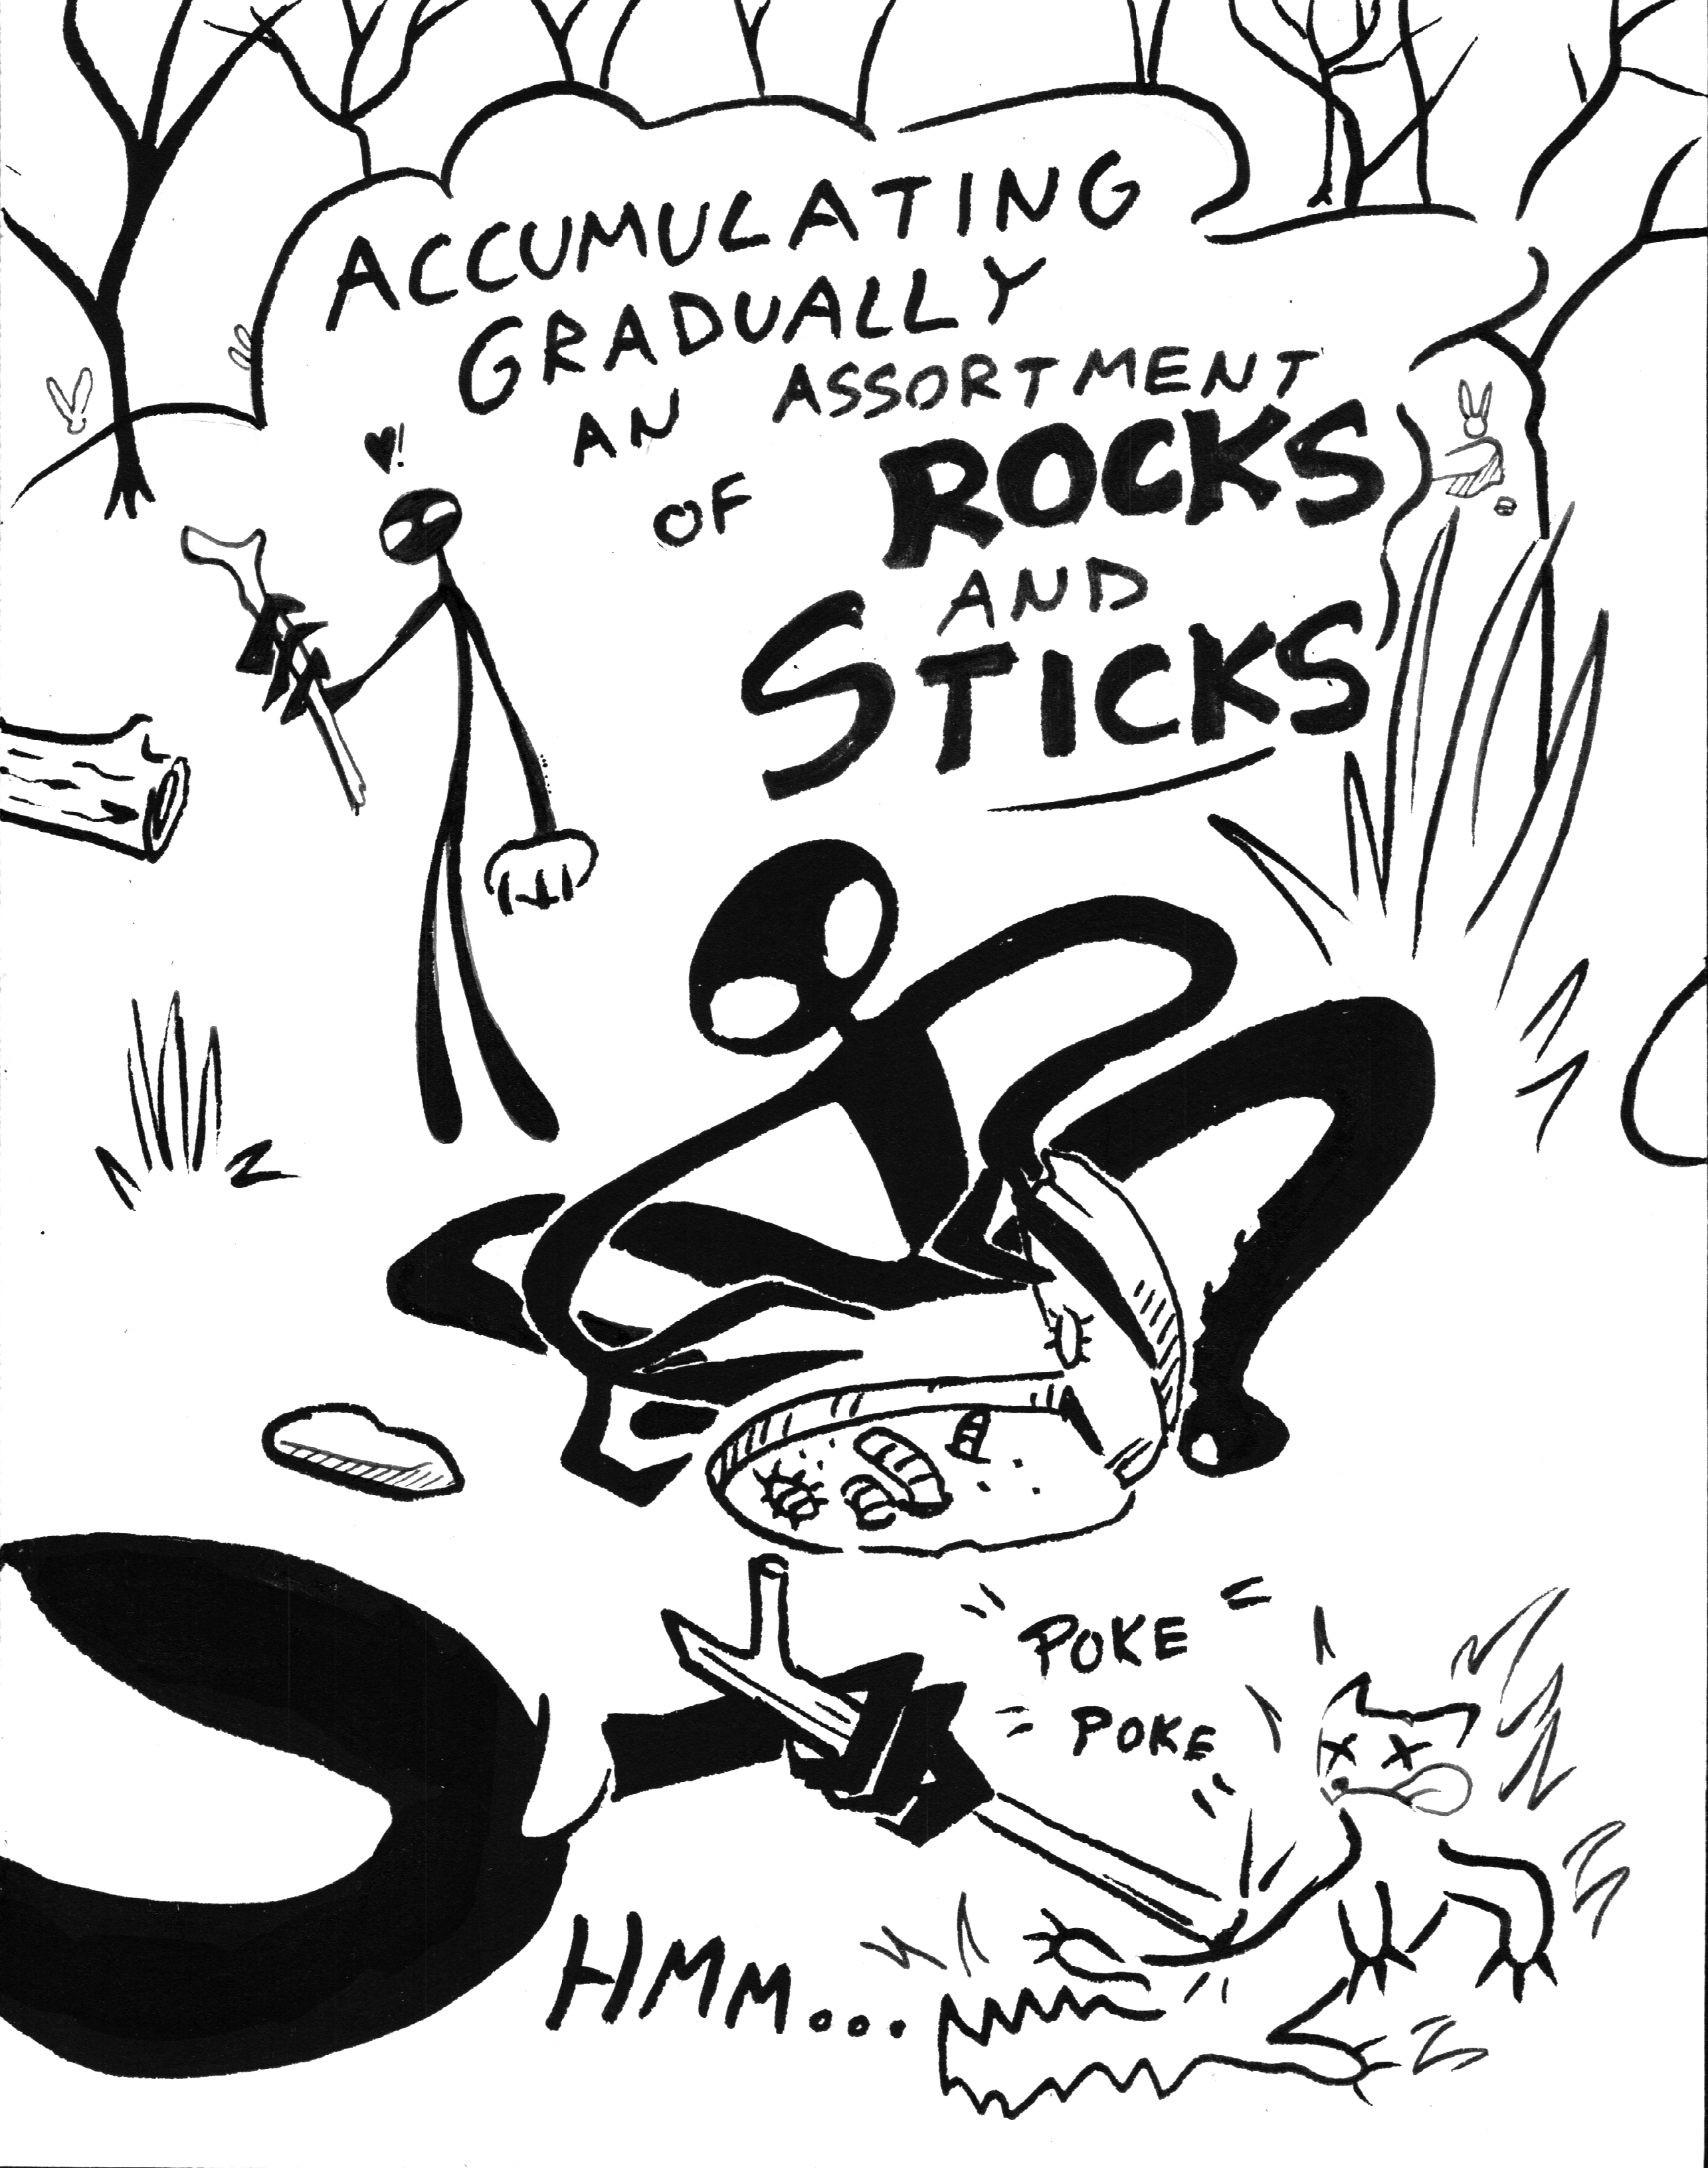 ACCUMULATING
GRADUALLY
AN ASSORTMENT
OF ROCKS
AND
STICKS
♥!
POKE
POKE
HMM...